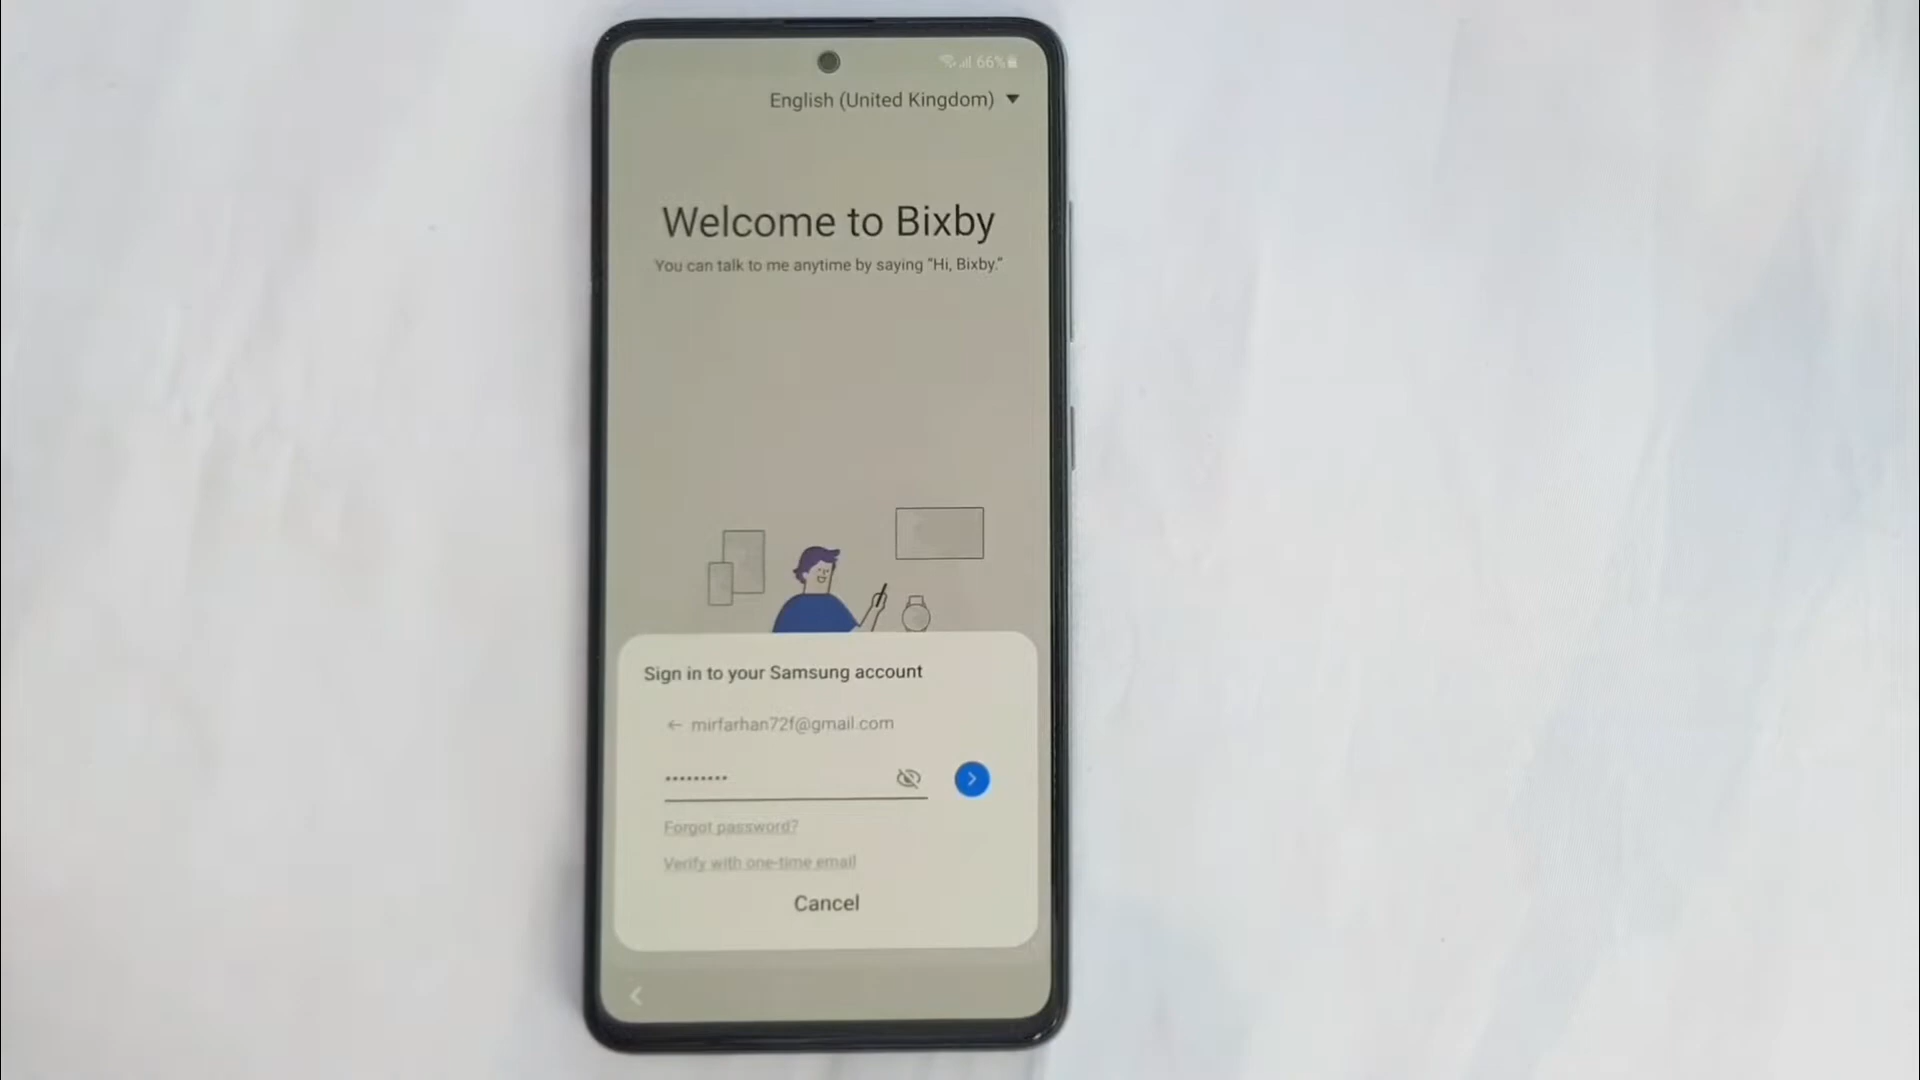 66%
English (United Kingdom)
Welcome to Bixby
You can talk to me anytime by saying “Hi, Bixby.”
Sign in to your Samsung account
mirfarhan72f@gmail.com
•••••••••
Forgot password?
Verify with one-time email
Cancel